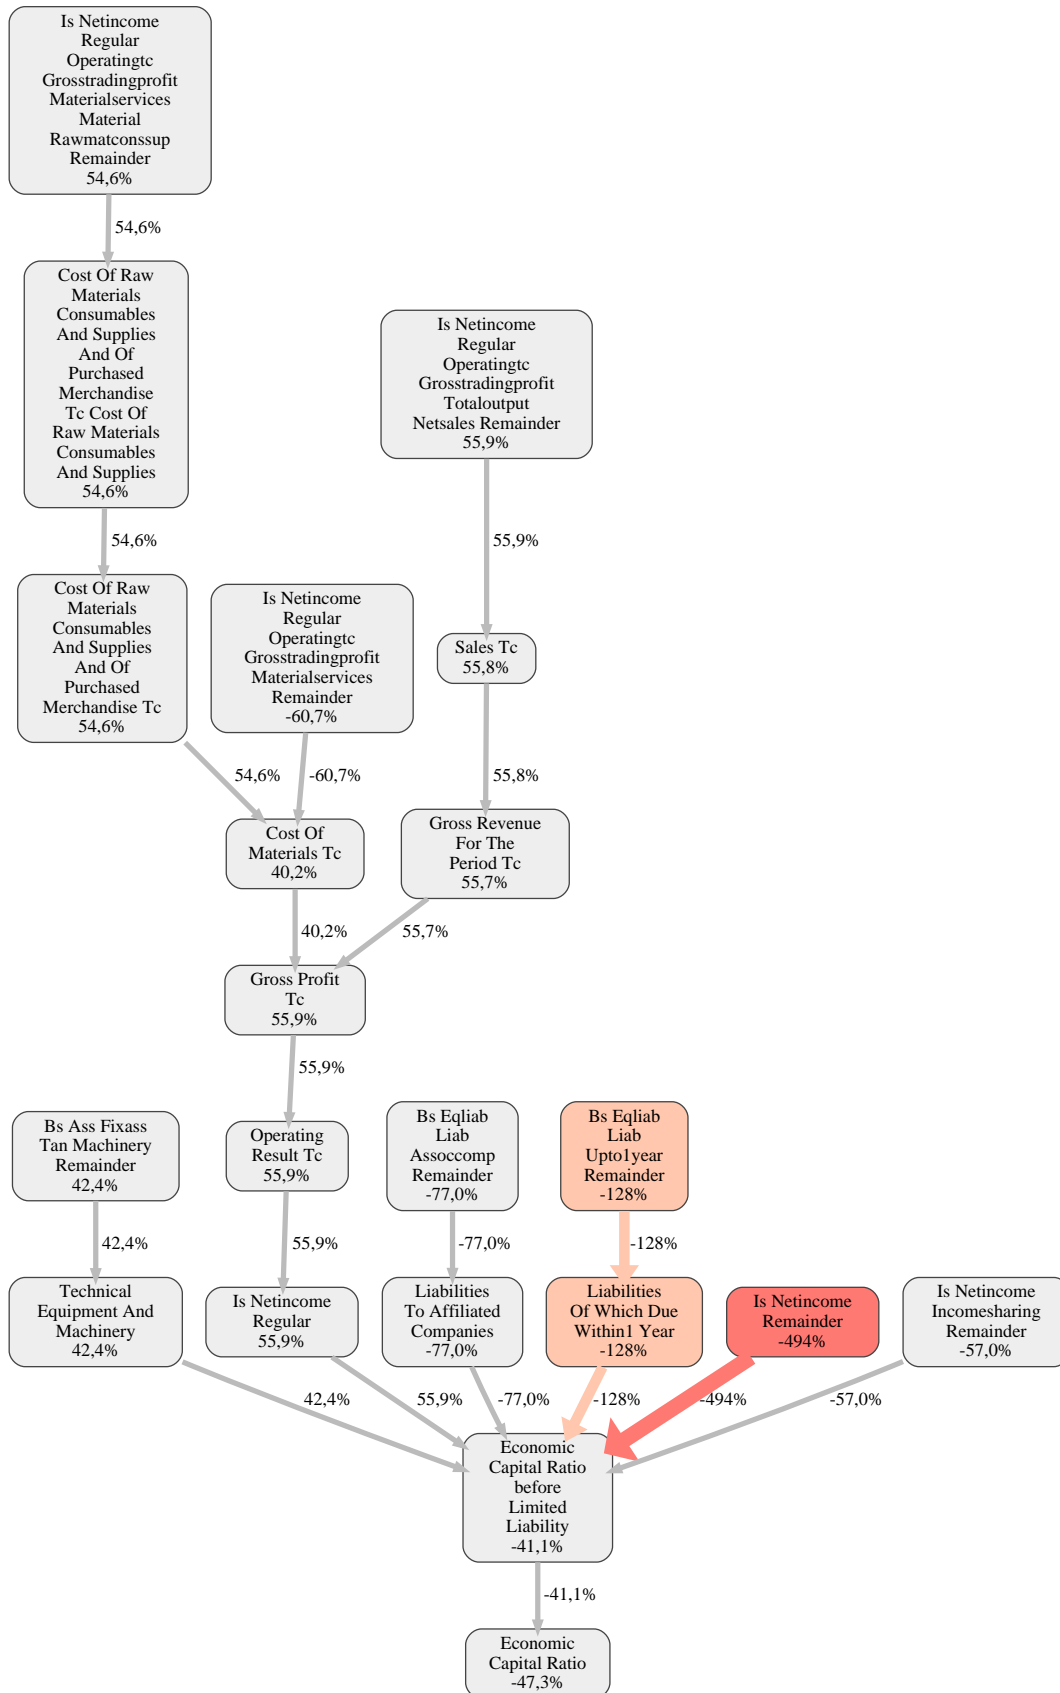 Is Netincome
Regular
Operatingtc
Grosstradingprofit
Materialservices
Material
Rawmatconssup
Remainder
54,6%
54,6%
Cost Of Raw
Materials
Consumables
And Supplies
And Of
Purchased
Merchandise
Tc Cost Of
Raw Materials
Consumables
And Supplies
54,6%
Is Netincome
Regular
Operatingtc
Grosstradingprofit
Totaloutput
Netsales Remainder
55,9%
54,6%
55,9%
Cost Of Raw
Materials
Consumables
And Supplies
And Of
Purchased
Merchandise Tc
54,6%
Is Netincome
Regular
Operatingtc
Grosstradingprofit
Materialservices
Remainder
-60,7%
Sales Tc
55,8%
54,6%
-60,7%
55,8%
Cost Of
Materials Tc
40,2%
Gross Revenue
For The
Period Tc
55,7%
40,2%
55,7%
Gross Profit
Tc
55,9%
55,9%
Bs Ass Fixass
Tan Machinery
Remainder
42,4%
Operating
Result Tc
55,9%
Bs Eqliab
Liab
Assoccomp
Remainder
-77,0%
Bs Eqliab
Liab
Upto1year
Remainder
-128%
42,4%
55,9%
-77,0%
-128%
Technical
Equipment And
Machinery
42,4%
Is Netincome
Regular
55,9%
Liabilities
To Affiliated
Companies
-77,0%
Liabilities
Of Which Due
Within1 Year
-128%
Is Netincome
Remainder
-494%
Is Netincome
Incomesharing
Remainder
-57,0%
42,4%
55,9%
-77,0%
-128%
-494%
-57,0%
Economic
Capital Ratio
before
Limited
Liability
-41,1%
-41,1%
Economic
Capital Ratio
-47,3%